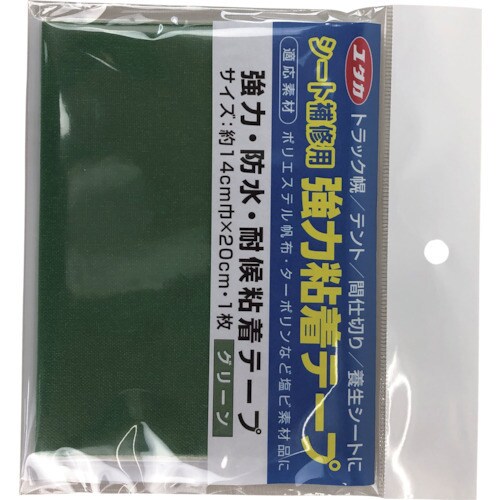 ユタカ
トラック幌/テント/間仕切り/養生シートに
シート補修用 強力粘着テープ
適応素材 ポリエステル帆布・ターポリンなど塩ビ素材品に
強力・防水・耐候粘着テープ
サイズ:約14cm巾×20cm・1枚 グリーン